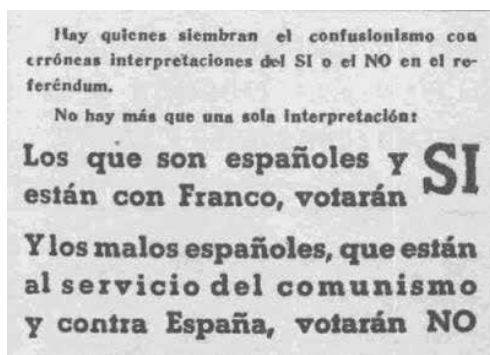 Hay quienes siembran el confusionismo con
erróneas interpretaciones del SI o el NO en el re-
feréndum.
No hay más que una sola interpretación:
Los que son españoles y SI
están con Franco, votarán
Y los malos españoles, que están
al servicio del comunismo
y contra España, votarán NO